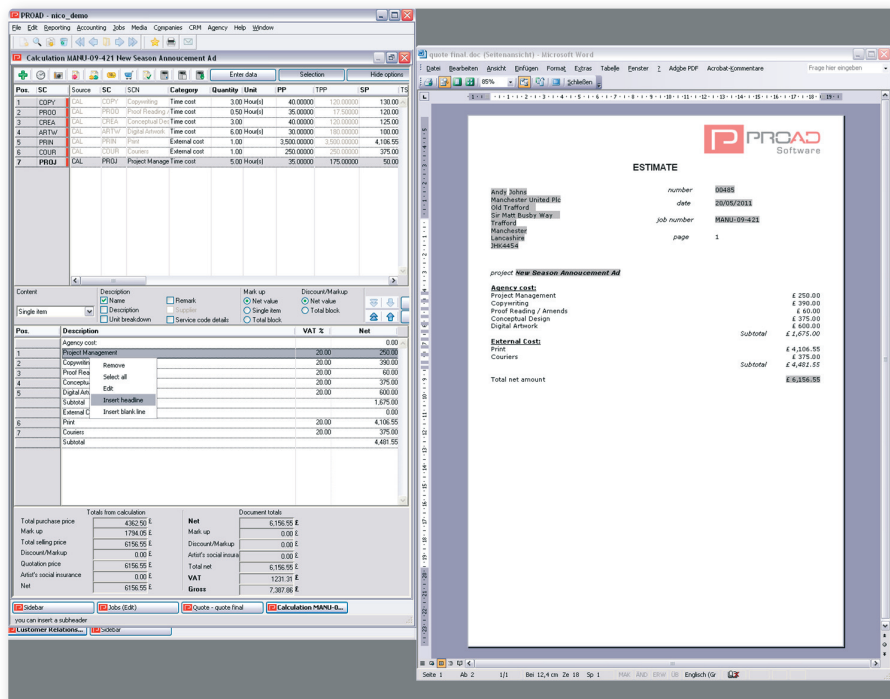 PROAD - nico_demo
File Edit Reporting Accounting Jobs Media Companies CRM Agency Help Window
Calculation MANU-09-421 New Season Annoucement Ad
Enter data Selection Hide options
Pos. SC Source SC SCN Category Quantity Unit PP TPP SP TS
1 COPY CAL COPY Copywriting Time cost 3.00 Hour(s) 40.00000 120.00000 130.00
2 PROO CAL PROO Proof Reading Time cost 0.50 Hour(s) 35.00000 17.50000 120.00
3 CREA CAL CREA Conceptual Des Time cost 3.00 40.00000 120.00000 125.00
4 ARTW CAL ARTW Digital Artwork Time cost 6.00 Hour(s) 30.00000 180.00000 100.00
5 PRIN CAL PRIN Print External cost 1.00 3,500.00000 3,500.00000 4,106.55
6 COUR CAL COUR Couriers External cost 1.00 250.00000 250.00000 375.00
7 PROJ CAL PROJ Project Manage Time cost 5.00 Hour(s) 35.00000 175.00000 50.00
Content Description Mark up Discount/Markup
Single item Name Remark Net value Net value
Description Supplier Single item Total block
Unit breakdown Service code details Total block
Pos. Description VAT % Net
Agency cost: 0.00
1 Project Management 20.00 250.00
2 Copywritin 20.00 390.00
3 Proof Rea 20.00 60.00
4 Conceptu 20.00 375.00
5 Digital Art 20.00 600.00
Subtotal 1,675.00
External C 0.00
6 Print 20.00 4,106.55
7 Couriers 20.00 375.00
Subtotal 4,481.55
Remove
Select all
Edit
Insert headline
Insert blank line
Totals from calculation Document totals
Total purchase price 4362.50 £ Net 6,156.55 £
Mark up 1794.05 £ Mark up 0.00 £
Total selling price 6156.55 £ Discount/Markup 0.00 £
Discount/Markup 0.00 £ Artist's social insura 0.00 £
Quotation price 6156.55 £ Total net 6,156.55 £
Artist's social insurance 0.00 £ VAT 1231.31 £
Net 6156.55 £ Gross 7,387.86 £
Sidebar Jobs (Edit) Quote - quote final Calculation MANU-0...
you can insert a subheader
Customer Relations... Sidebar
quote final.doc (Seitenansicht) - Microsoft Word
Datei Bearbeiten Ansicht Einfügen Format Extras Tabelle Fenster ? Adobe PDF Acrobat-Kommentare Frage hier eingeben
85% Schließen
PROAD
Software
ESTIMATE
Andy Johns
Manchester United Plc
Old Trafford
Sir Matt Busby Way
Trafford
Manchester
Lancashire
JHK4454
number 00485
date 20/05/2011
job number MANU-09-421
page 1
project New Season Annoucement Ad
Agency cost:
Project Management £ 250.00
Copywriting £ 390.00
Proof Reading / Amends £ 60.00
Conceptual Design £ 375.00
Digital Artwork £ 600.00
Subtotal £ 1,675.00
External Cost:
Print £ 4,106.55
Couriers £ 375.00
Subtotal £ 4,481.55
Total net amount £ 6,156.55
Seite 1 Ab 2 1/1 Bei 12,4 cm Ze 18 Sp 1 MAK ÄND ERW ÜB Englisch (Gr